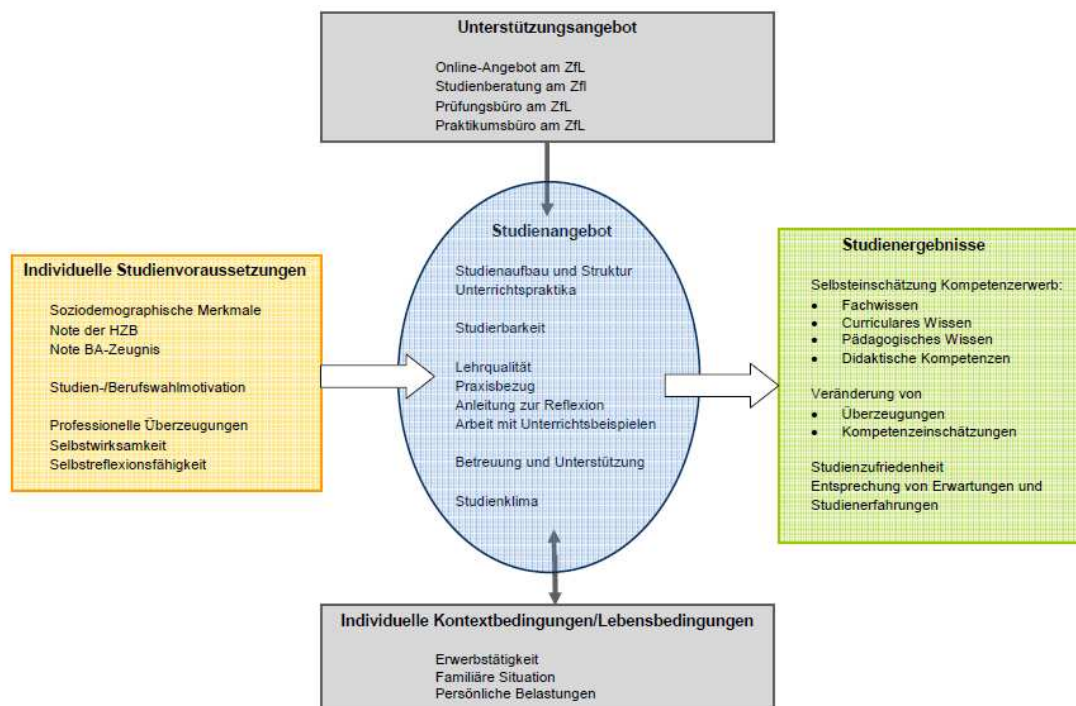 Unterstützungsangebot
Online-Angebot am ZfL
Studienberatung am Zfl
Prüfungsbüro am ZfL
Praktikumsbüro am ZfL
Individuelle Studienvoraussetzungen
Soziodemographische Merkmale
Note der HZB
Note BA-Zeugnis
Studien-/Berufswahlmotivation
Professionelle Überzeugungen
Selbstwirksamkeit
Selbstreflexionsfähigkeit
Studienangebot
Studienaufbau und Struktur
Unterrichtspraktika
Studierbarkeit
Lehrqualität
Praxisbezug
Anleitung zur Reflexion
Arbeit mit Unterrichtsbeispielen
Betreuung und Unterstützung
Studienklima
Studienergebnisse
Selbsteinschätzung Kompetenzerwerb:
• Fachwissen
• Curriculares Wissen
• Pädagogisches Wissen
• Didaktische Kompetenzen
Veränderung von
• Überzeugungen
• Kompetenzeinschätzungen
Studienzufriedenheit
Entsprechung von Erwartungen und
Studienerfahrungen
Individuelle Kontextbedingungen/Lebensbedingungen
Erwerbstätigkeit
Familiäre Situation
Persönliche Belastungen